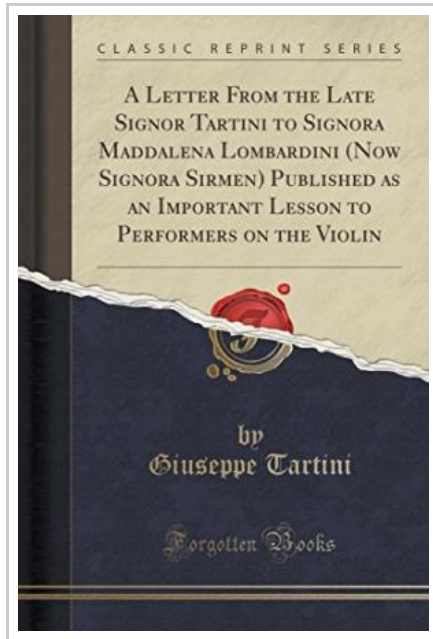 CLASSIC REPRINT SERIES
A LETTER FROM THE LATE
SIGNOR TARTINI TO SIGNORA
MADDALENA LOMBARDINI (NOW
SIGNORA SIRMEN) PUBLISHED AS
AN IMPORTANT LESSON TO
PERFORMERS ON THE VIOLIN
by
Giuseppe Tartini
Forgotten Books